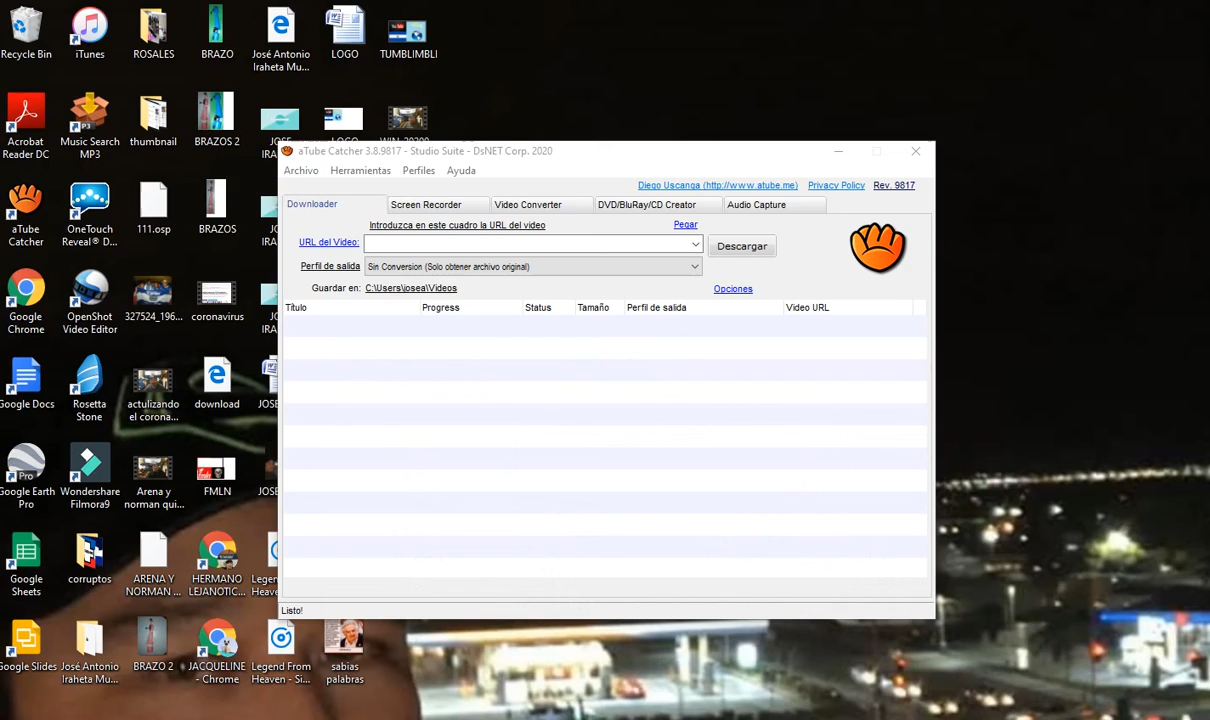 Recycle Bin
iTunes
ROSALES
BRAZO
José Antonio
Iraheta Mu...
LOGO
TUMBLIMBLI
Acrobat
Reader DC
Music Search
MP3
thumbnail
BRAZOS 2
aTube
Catcher
OneTouch
Reveal® D...
111.osp
BRAZOS
Google
Chrome
OpenShot
Video Editor
327524_196...
coronavirus
Google Docs
Rosetta
Stone
actulizando
el corona...
download
Google Earth
Pro
Wondershare
Filmora9
Arena y
norman qui...
FMLN
Google
Sheets
corruptos
ARENA Y
NORMAN ...
HERMANO
LEJANOTIC...
Google Slides
José Antonio
Iraheta Mu...
BRAZO 2
JACQUELINE
- Chrome
Legend From
Heaven - Si...
sabias
palabras
aTube Catcher 3.8.9817 - Studio Suite - DsNET Corp. 2020
Archivo Herramientas Perfiles Ayuda
Diego Uscanga (http://www.atube.me) Privacy Policy Rev. 9817
Downloader Screen Recorder Video Converter DVD/BluRay/CD Creator Audio Capture
Introduzca en este cuadro la URL del video Pegar
URL del Video: Descargar
Perfil de salida Sin Conversion (Solo obtener archivo original)
Guardar en: C:\Users\josea\Videos Opciones
Título Progress Status Tamaño Perfil de salida Video URL
Listo!